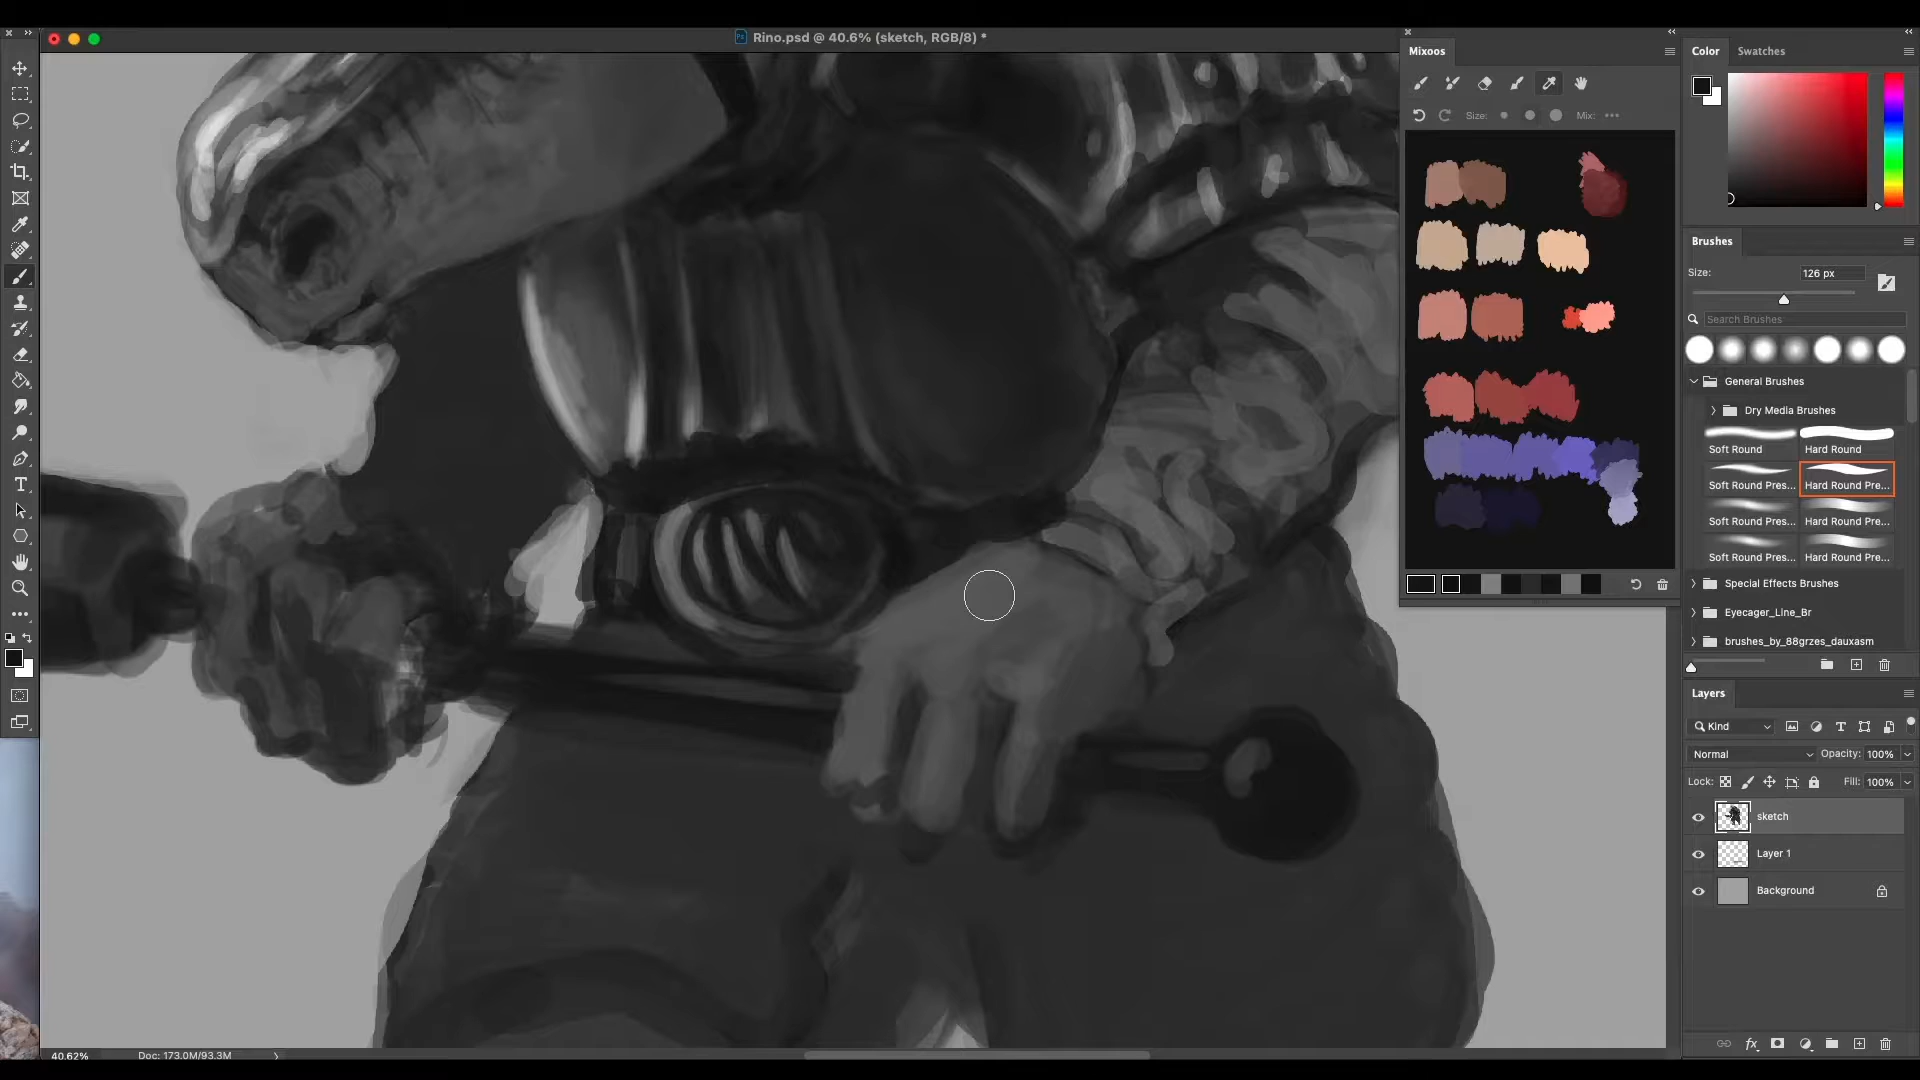 Rino.psd @ 40.6% (sketch, RGB/8) *
Mixoos
Size:
Mix:
Color
Swatches
Brushes
Size:
126 px
Search Brushes
General Brushes
Dry Media Brushes
Soft Round
Hard Round
Soft Round Pres...
Hard Round Pre...
Soft Round Pres...
Hard Round Pre...
Soft Round Pres...
Hard Round Pre...
Special Effects Brushes
Eyecager_Line_Br
brushes_by_88grzes_dauxasm
Layers
Kind
Normal
Opacity: 100%
Lock:
Fill: 100%
sketch
Layer 1
Background
40.62%
Doc: 173.0M/93.3M